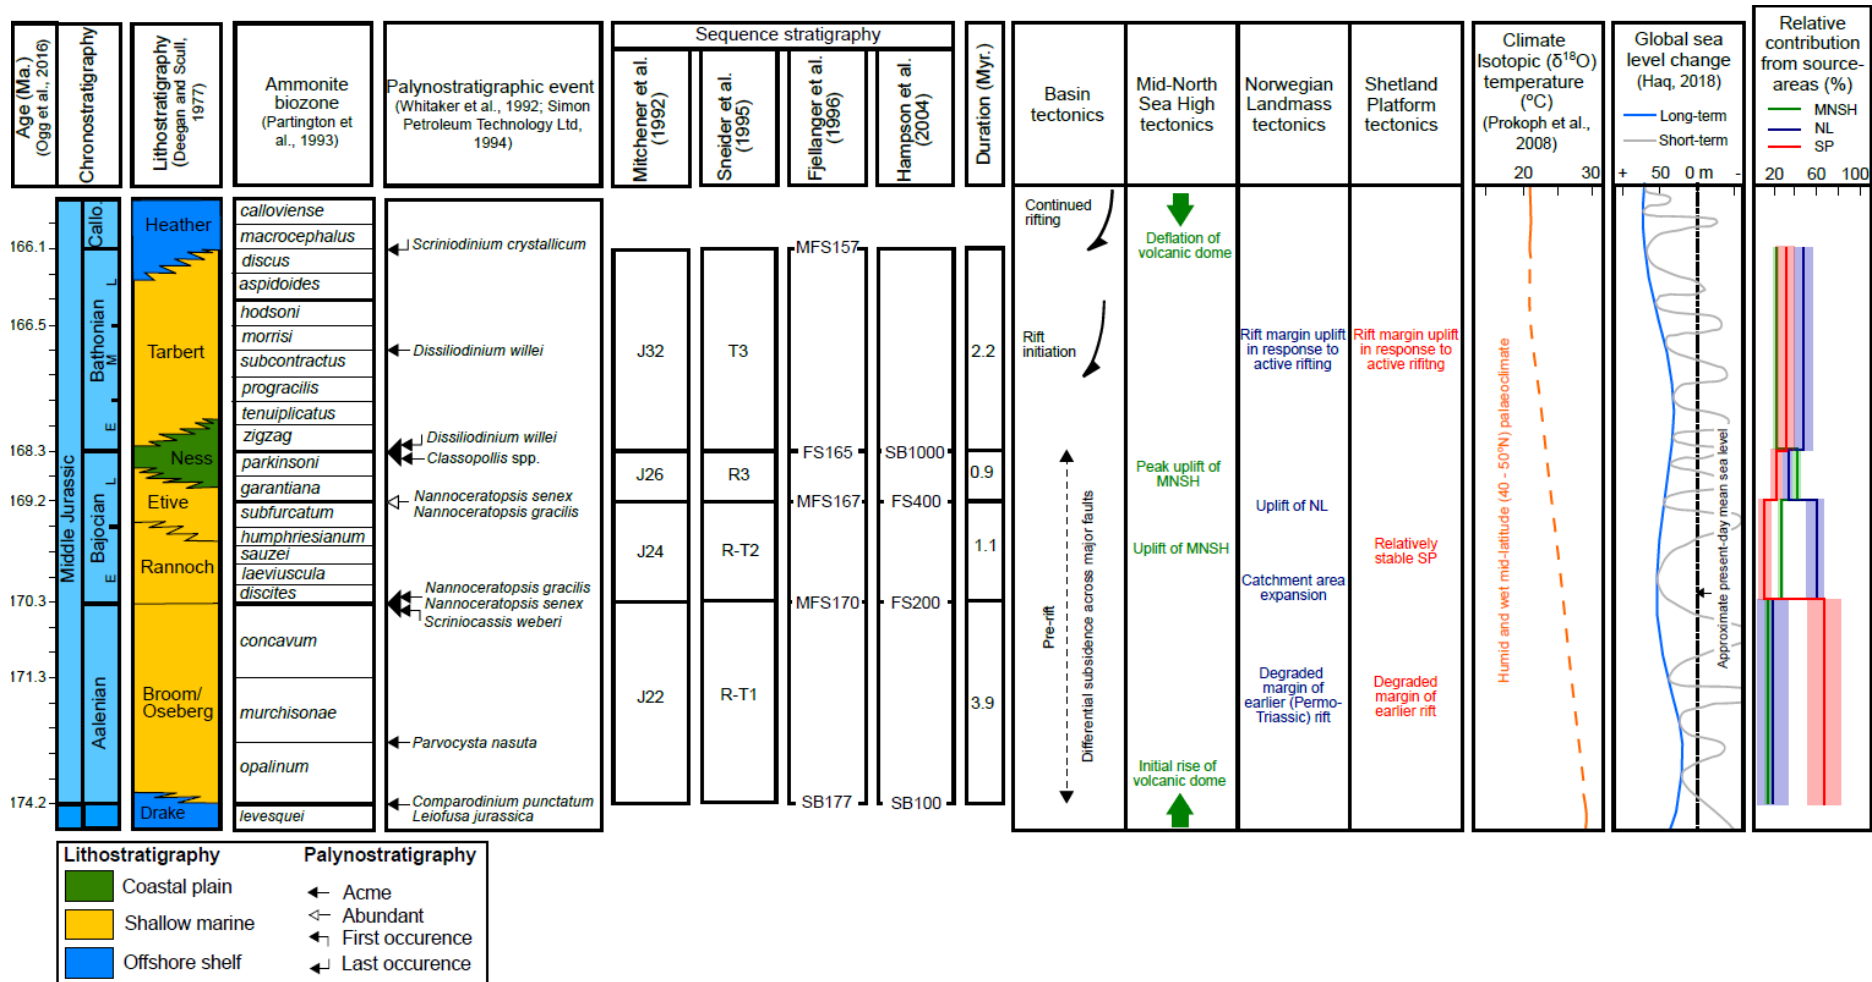 Age (Ma.)
(Ogg et al., 2016)
Chronostratigraphy
Lithostratigraphy
(Deegan and Scull,
1977)
Ammonite
biozone
(Partington et
al., 1993)
Palynostratigraphic event
(Whitaker et al., 1992; Simon
Petroleum Technology Ltd,
1994)
Sequence stratigraphy
Mitchener et al.
(1992)
Sneider et al.
(1995)
Fjellanger et al.
(1996)
Hampson et al.
(2004)
Duration (Myr.)
Basin
tectonics
Mid-North
Sea High
tectonics
Norwegian
Landmass
tectonics
Shetland
Platform
tectonics
Climate
Isotopic (δ18O)
temperature
(ºC)
(Prokoph et al.,
2008)
20 30
Global sea
level change
(Haq, 2018)
Long-term
Short-term
+ 50 0 m -
Relative
contribution
from source-
areas (%)
MNSH
NL
SP
20 60 100
166.1
166.5
168.3
169.2
170.3
171.3
174.2
Middle Jurassic
Callo.
Bathonian
L
M
E
Bajocian
L
E
Aalenian
Heather
Tarbert
Ness
Etive
Rannoch
Broom/
Oseberg
Drake
calloviense
macrocephalus
discus
aspidoides
hodsoni
morrisi
subcontractus
progracilis
tenuiplicatus
zigzag
parkinsoni
garantiana
subfurcatum
humphriesianum
sauzei
laeviuscula
discites
concavum
murchisonae
opalinum
levesquei
Scriniodinium crystallicum
Dissiliodinium willei
Dissiliodinium willei
Classopollis spp.
Nannoceratopsis senex
Nannoceratopsis gracilis
Nannoceratopsis gracilis
Nannoceratopsis senex
Scriniocassis weberi
Parvocysta nasuta
Comparodinium punctatum
Leiofusa jurassica
J32
J26
J24
J22
T3
R3
R-T2
R-T1
MFS157
FS165
MFS167
MFS170
SB177
SB1000
FS400
FS200
SB100
2.2
0.9
1.1
3.9
Continued
rifting
Rift
initiation
Pre-rift
Differential subsidence across major faults
Deflation of
volcanic dome
Peak uplift of
MNSH
Uplift of MNSH
Initial rise of
volcanic dome
Rift margin uplift
in response to
active rifting
Uplift of NL
Catchment area
expansion
Degraded
margin of
earlier (Permo-
Triassic) rift
Rift margin uplift
in response to
active rifitng
Relatively
stable SP
Degraded
margin of
earlier rift
Humid and wet mid-latitude (40 - 50°N) palaeoclimate
Approximate present-day mean sea level
Lithostratigraphy
Coastal plain
Shallow marine
Offshore shelf
Palynostratigraphy
Acme
Abundant
First occurence
Last occurence